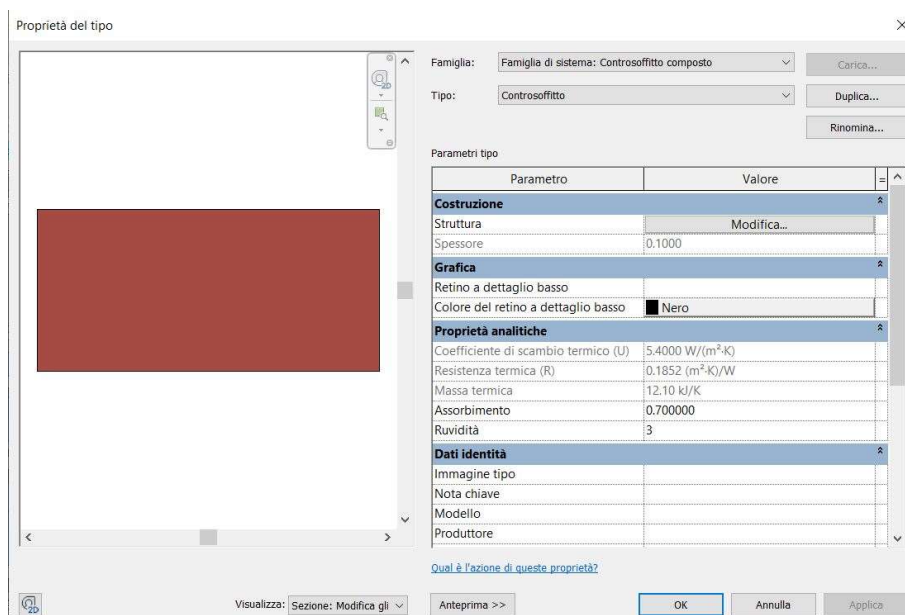 Proprietà del tipo
Famiglia: Famiglia di sistema: Controsoffitto composto Carica...
Tipo: Controsoffitto Duplica...
Rinomina...
Parametri tipo
Parametro Valore =
Costruzione
Struttura Modifica...
Spessore 0.1000
Grafica
Retino a dettaglio basso
Colore del retino a dettaglio basso Nero
Proprietà analitiche
Coefficiente di scambio termico (U) 5.4000 W/(m²·K)
Resistenza termica (R) 0.1852 (m²·K)/W
Massa termica 12.10 kJ/K
Assorbimento 0.700000
Ruvidità 3
Dati identità
Immagine tipo
Nota chiave
Modello
Produttore
Qual è l'azione di queste proprietà?
2D Visualizza: Sezione: Modifica gli Anteprima >> OK Annulla Applica
2D